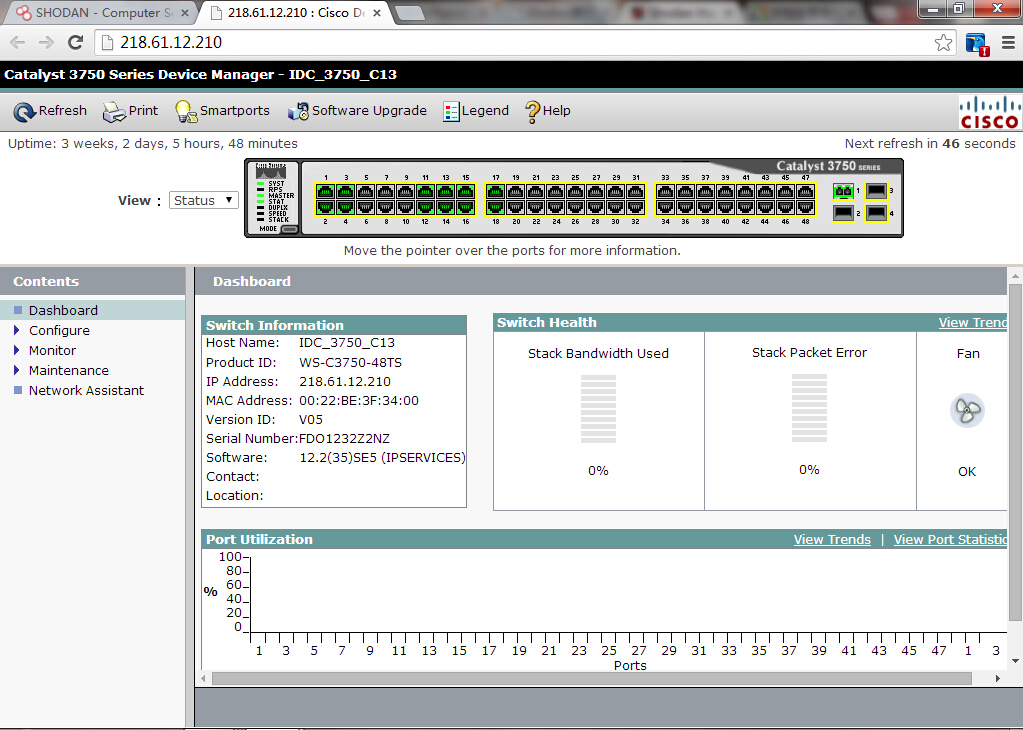 SHODAN - Computer S
218.61.12.210 : Cisco De
218.61.12.210
Catalyst 3750 Series Device Manager - IDC_3750_C13
Refresh Print Smartports Software Upgrade Legend Help
CISCO
Uptime: 3 weeks, 2 days, 5 hours, 48 minutes
Next refresh in 46 seconds
View : Status
Catalyst 3750 SERIES
SYST
RPS
MASTER
STAT
DUPLX
SPEED
STACK
MODE
1 3 5 7 9 11 13 15 17 19 21 23 25 27 29 31 33 35 37 39 41 43 45 47
2 4 6 8 10 12 14 16 18 20 22 24 26 28 30 32 34 36 38 40 42 44 46 48
1 3
2 4
Move the pointer over the ports for more information.
Contents
Dashboard
Configure
Monitor
Maintenance
Network Assistant
Dashboard
Switch Information
Host Name: IDC_3750_C13
Product ID: WS-C3750-48TS
IP Address: 218.61.12.210
MAC Address: 00:22:BE:3F:34:00
Version ID: V05
Serial Number:FDO1232Z2NZ
Software: 12.2(35)SE5 (IPSERVICES)
Contact:
Location:
Switch Health View Trend
Stack Bandwidth Used
0%
Stack Packet Error
0%
Fan
OK
Port Utilization View Trends | View Port Statistic
100
80
60
%
40
20
0
1 3 5 7 9 11 13 15 17 19 21 23 25 27 29 31 33 35 37 39 41 43 45 47 1 3
Ports